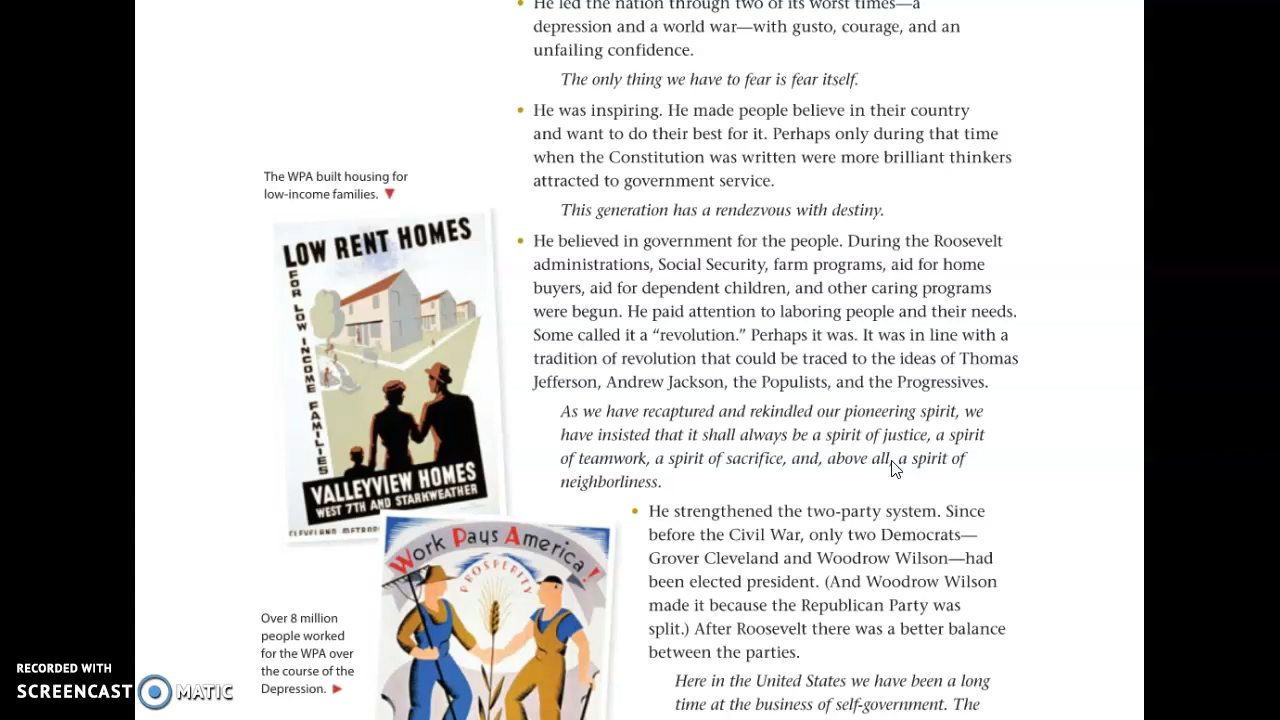 He led the nation through two of its worst times—a
depression and a world war—with gusto, courage, and an
unfailing confidence.
The only thing we have to fear is fear itself.
• He was inspiring. He made people believe in their country
and want to do their best for it. Perhaps only during that time
when the Constitution was written were more brilliant thinkers
attracted to government service.
This generation has a rendezvous with destiny.
• He believed in government for the people. During the Roosevelt
administrations, Social Security, farm programs, aid for home
buyers, aid for dependent children, and other caring programs
were begun. He paid attention to laboring people and their needs.
Some called it a “revolution.” Perhaps it was. It was in line with a
tradition of revolution that could be traced to the ideas of Thomas
Jefferson, Andrew Jackson, the Populists, and the Progressives.
As we have recaptured and rekindled our pioneering spirit, we
have insisted that it shall always be a spirit of justice, a spirit
of teamwork, a spirit of sacrifice, and, above all, a spirit of
neighborliness.
• He strengthened the two-party system. Since
before the Civil War, only two Democrats—
Grover Cleveland and Woodrow Wilson—had
been elected president. (And Woodrow Wilson
made it because the Republican Party was
split.) After Roosevelt there was a better balance
between the parties.
Here in the United States we have been a long
time at the business of self-government. The
The WPA built housing for
low-income families. ▼
LOW RENT HOMES
FOR LOW INCOME FAMILIES
VALLEYVIEW HOMES
WEST 7TH AND STARKWEATHER
CLEVELAND METROP
Work Pays America!
PROSPERITY
Over 8 million
people worked
for the WPA over
the course of the
Depression. ▶
RECORDED WITH
SCREENCAST MATIC